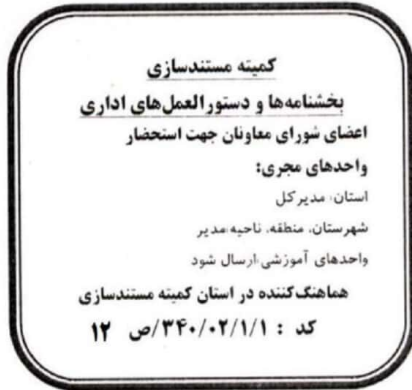 کمیته مستندسازی
بخشنامه‌ها و دستورالعمل‌های اداری
اعضای شورای معاونان جهت استحضار
واحدهای مجری:
استان: مدیرکل
شهرستان، منطقه، ناحیه:مدیر
واحدهای آموزشی:ارسال شود
هماهنگ‌کننده در استان کمیته مستندسازی
کد : ۳۴۰/۰۲/۱/۱/ص ۱۲